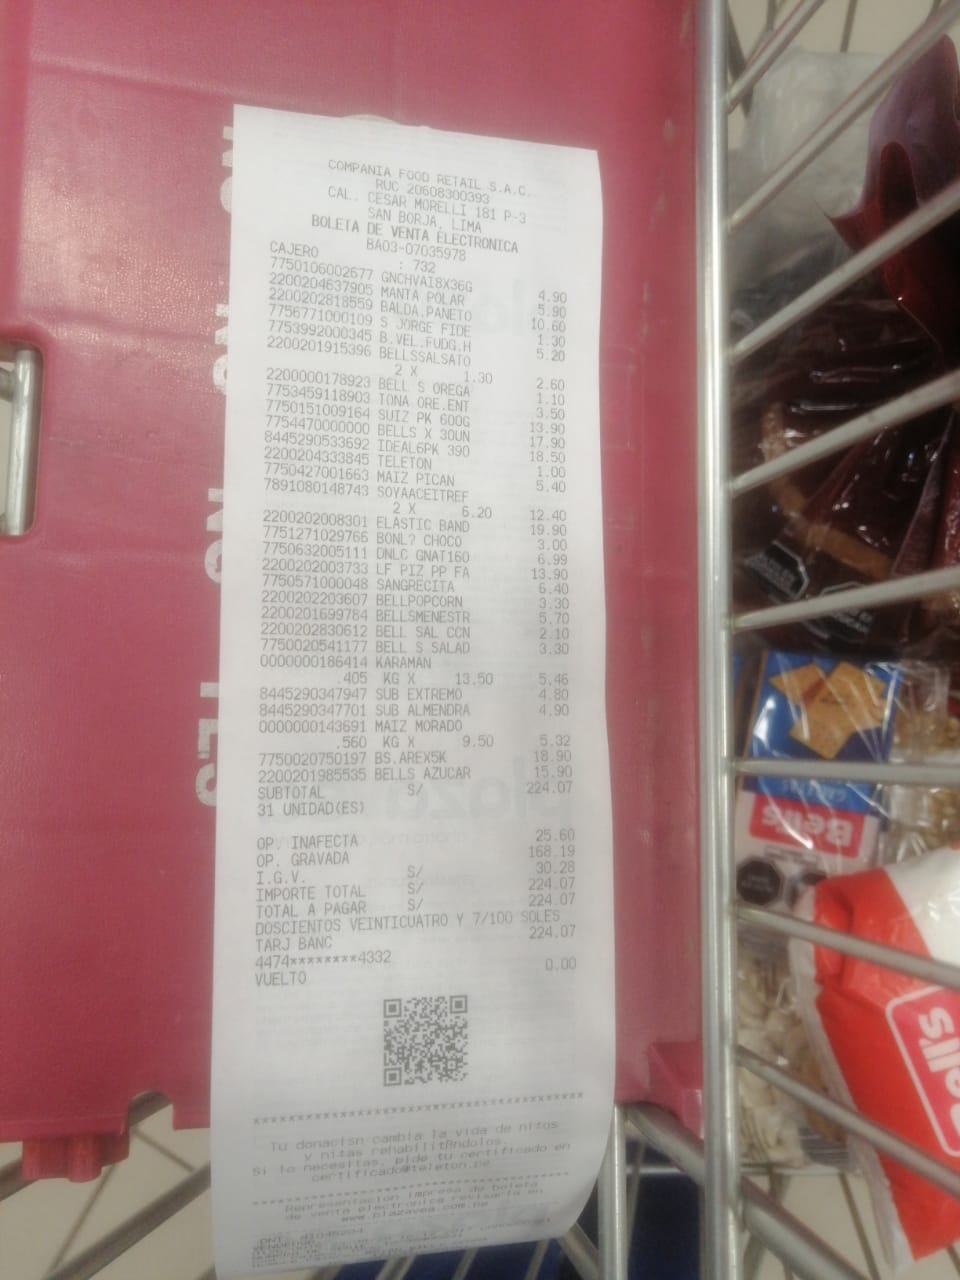 COMPANIA FOOD RETAIL S.A.C.
RUC 20608300393
CAL. CESAR MORELLI 181 P-3
SAN BORJA, LIMA
BOLETA DE VENTA ELECTRONICA
BA03-07035978
CAJERO : 732
7750106002677 GNCHVAI8X36G 4.90
2200204637905 MANTA POLAR 5.90
2200202818559 BALDA.PANETO 10.60
7756771000109 S JORGE FIDE 1.30
7753992000345 B.VEL.FUDG.H 5.20
2200201915396 BELLSSALSATO
2 X 1.30 2.60
2200000178923 BELL S OREGA 1.10
7753459118903 TONA ORE.ENT 3.50
7750151009164 SUIZ PK 600G 13.90
7754470000000 BELLS X 30UN 17.90
8445290533692 IDEAL6PK 390 18.50
2200204333845 TELETON 1.00
7750427001663 MAIZ PICAN 5.40
7891080148743 SOYAACEITREF
2 X 6.20 12.40
2200202008301 ELASTIC BAND 19.90
7751271029766 BONL? CHOCO 3.00
7750632005111 DNLC GNAT160 6.99
2200202003733 LF PIZ PP FA 13.90
7750571000048 SANGRECITA 6.40
2200202203607 BELLPOPCORN 3.30
2200201699784 BELLSMENESTR 5.70
2200202830612 BELL SAL CCN 2.10
7750020541177 BELL S SALAD 3.30
0000000186414 KARAMAN
.405 KG X 13.50 5.46
8445290347947 SUB EXTREMO 4.80
8445290347701 SUB ALMENDRA 4.90
0000000143691 MAIZ MORADO
.560 KG X 9.50 5.32
7750020750197 BS.AREX5K 18.90
2200201985535 BELLS AZUCAR 15.90
SUBTOTAL S/ 224.07
31 UNIDAD(ES)
OP. INAFECTA 25.60
OP. GRAVADA 168.19
I.G.V. S/ 30.28
IMPORTE TOTAL S/ 224.07
TOTAL A PAGAR S/ 224.07
DOSCIENTOS VEINTICUATRO Y 7/100 SOLES
TARJ BANC 224.07
4474********4332
VUELTO 0.00
Tu donactsn cambia la vida de nitos
y nitas rehabilitßndolos.
Si lo necesitas, pide tu certificado en
certificado@teleton.pe
Representacion impresa de boleta
de venta electronica revisarla en
www.plazavea.com.pe
Bell's
Bell's